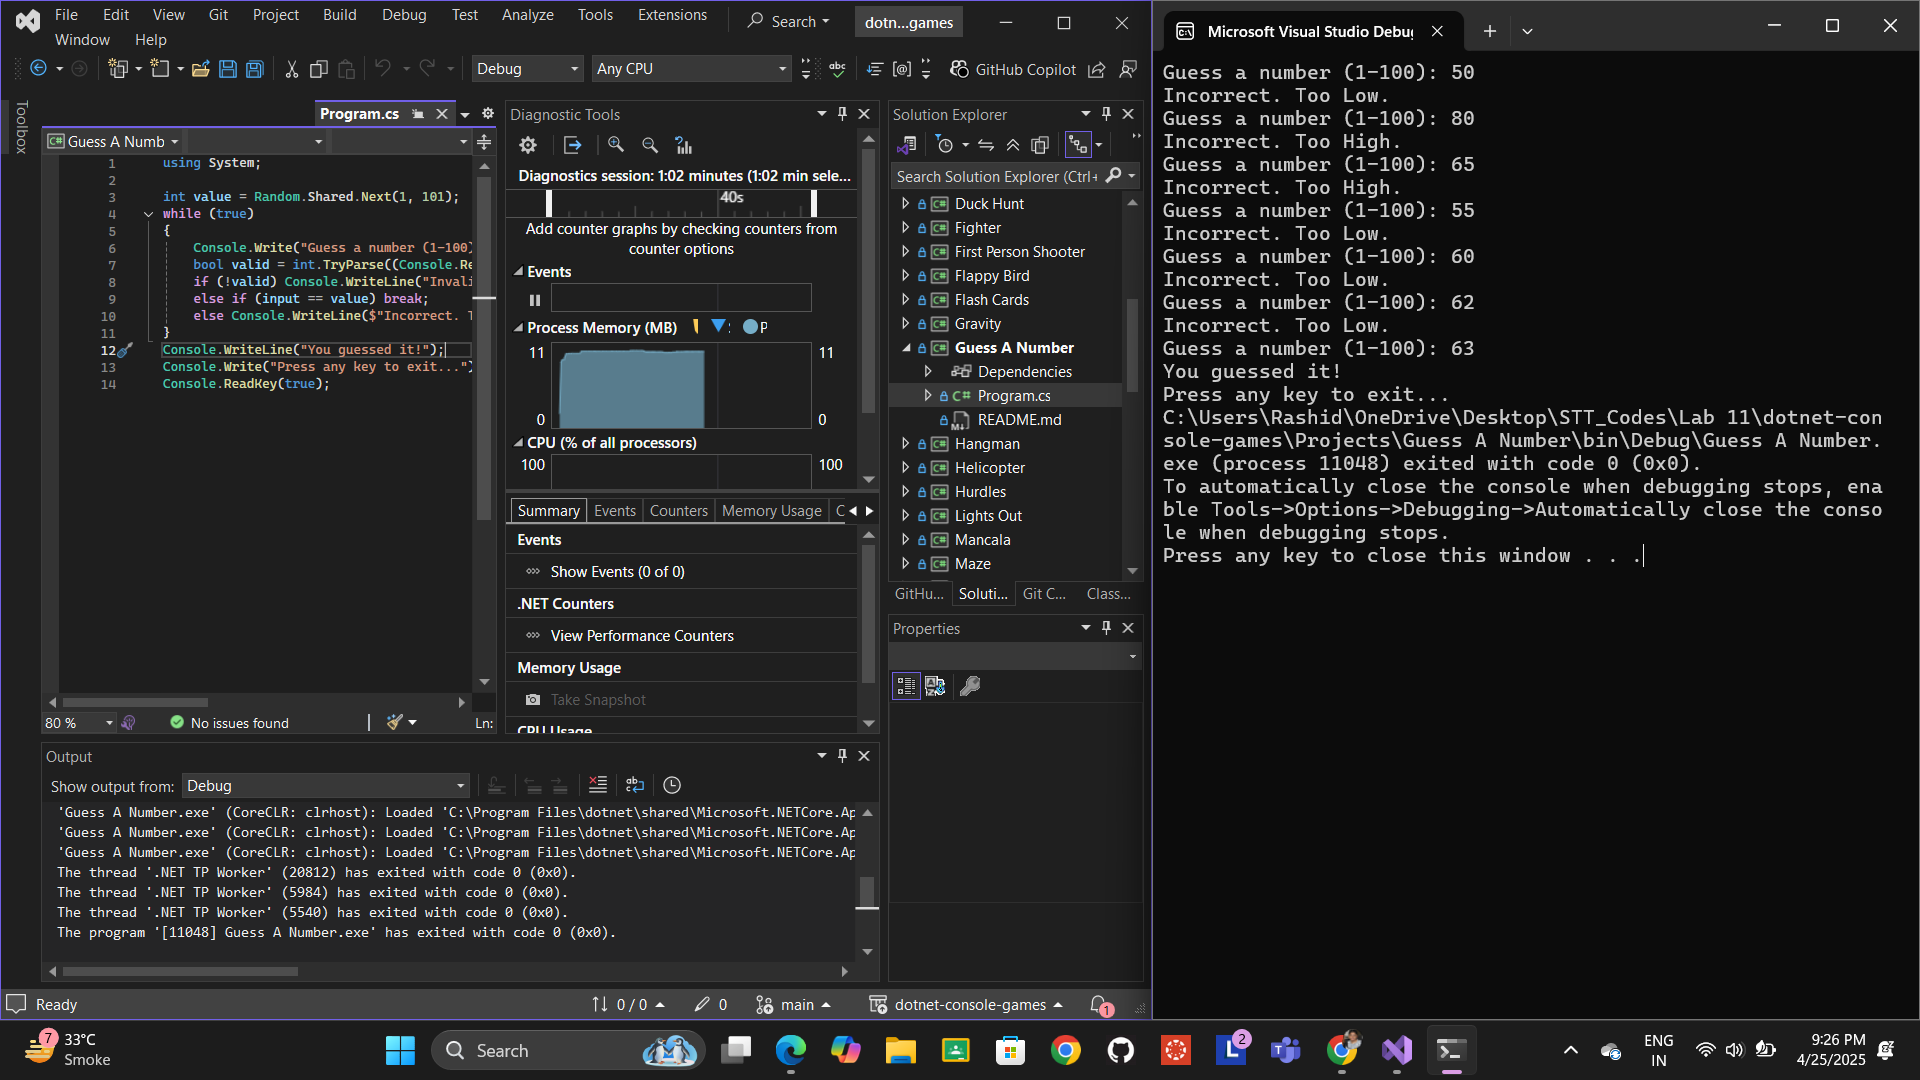 File Edit View Git Project Build Debug Test Analyze Tools Extensions Search dotn...games
Window Help
Debug Any CPU GitHub Copilot
Toolbox
Program.cs
Guess A Numb
1 using System;
2
3 int value = Random.Shared.Next(1, 101);
4 while (true)
5 {
6 Console.Write("Guess a number (1-100)
7 bool valid = int.TryParse((Console.Re
8 if (!valid) Console.WriteLine("Invali
9 else if (input == value) break;
10 else Console.WriteLine($"Incorrect. T
11 }
12 Console.WriteLine("You guessed it!");
13 Console.Write("Press any key to exit...")
14 Console.ReadKey(true);
80 % No issues found Ln:
Diagnostic Tools
Diagnostics session: 1:02 minutes (1:02 min sele...
40s
Add counter graphs by checking counters from
counter options
Events
Process Memory (MB) P
11 11
0 0
CPU (% of all processors)
100 100
Summary Events Counters Memory Usage C
Events
Show Events (0 of 0)
.NET Counters
View Performance Counters
Memory Usage
Take Snapshot
CPU Usage
Solution Explorer
Search Solution Explorer (Ctrl+
Duck Hunt
Fighter
First Person Shooter
Flappy Bird
Flash Cards
Gravity
Guess A Number
Dependencies
Program.cs
README.md
Hangman
Helicopter
Hurdles
Lights Out
Mancala
Maze
GitHu... Soluti... Git C... Class...
Properties
Output
Show output from: Debug
'Guess A Number.exe' (CoreCLR: clrhost): Loaded 'C:\Program Files\dotnet\shared\Microsoft.NETCore.Ap
'Guess A Number.exe' (CoreCLR: clrhost): Loaded 'C:\Program Files\dotnet\shared\Microsoft.NETCore.Ap
'Guess A Number.exe' (CoreCLR: clrhost): Loaded 'C:\Program Files\dotnet\shared\Microsoft.NETCore.Ap
The thread '.NET TP Worker' (20812) has exited with code 0 (0x0).
The thread '.NET TP Worker' (5984) has exited with code 0 (0x0).
The thread '.NET TP Worker' (5540) has exited with code 0 (0x0).
The program '[11048] Guess A Number.exe' has exited with code 0 (0x0).
Ready 0 / 0 0 main dotnet-console-games 1
Microsoft Visual Studio Debug
Guess a number (1-100): 50
Incorrect. Too Low.
Guess a number (1-100): 80
Incorrect. Too High.
Guess a number (1-100): 65
Incorrect. Too High.
Guess a number (1-100): 55
Incorrect. Too Low.
Guess a number (1-100): 60
Incorrect. Too Low.
Guess a number (1-100): 62
Incorrect. Too Low.
Guess a number (1-100): 63
You guessed it!
Press any key to exit...
C:\Users\Rashid\OneDrive\Desktop\STT_Codes\Lab 11\dotnet-con
sole-games\Projects\Guess A Number\bin\Debug\Guess A Number.
exe (process 11048) exited with code 0 (0x0).
To automatically close the console when debugging stops, ena
ble Tools->Options->Debugging->Automatically close the conso
le when debugging stops.
Press any key to close this window . . .
7 33°C
Smoke
Search
2
ENG
IN
9:26 PM
4/25/2025